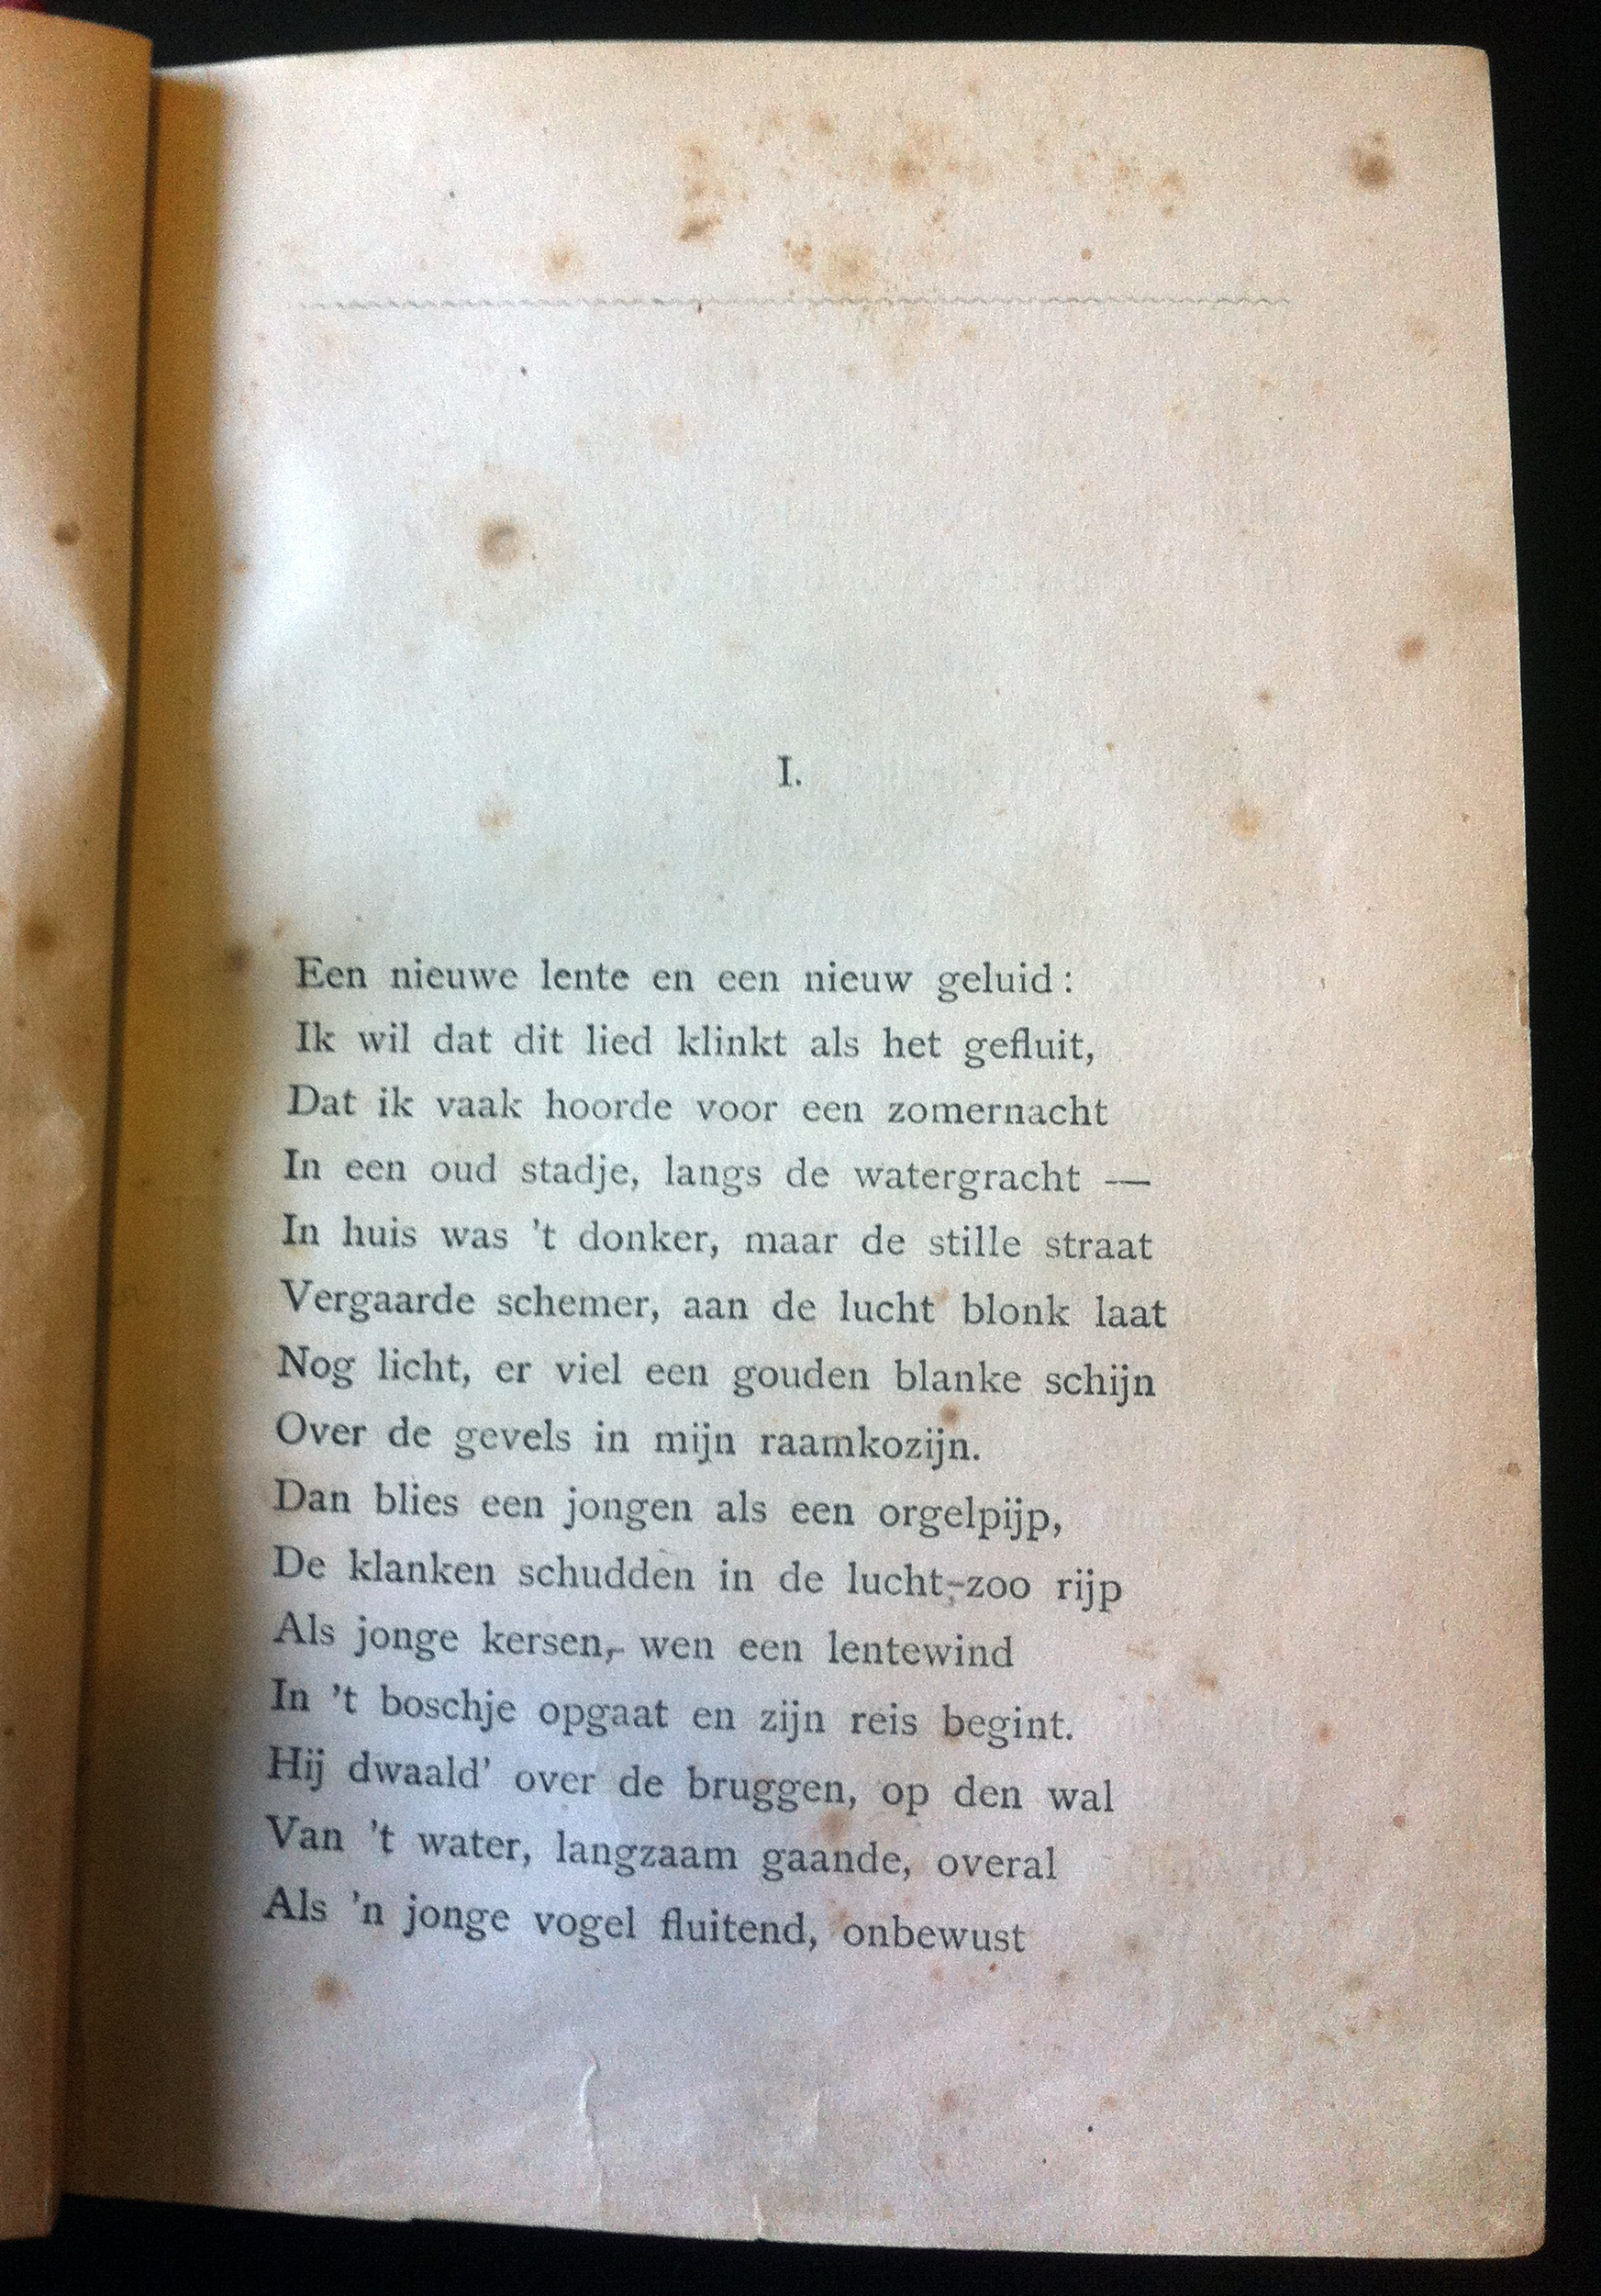 I.
Een nieuwe lente en een nieuw geluid:
Ik wil dat dit lied klinkt als het gefluit,
Dat ik vaak hoorde voor een zomernacht
In een oud stadje, langs de watergracht —
In huis was 't donker, maar de stille straat
Vergaarde schemer, aan de lucht blonk laat
Nog licht, er viel een gouden blanke schijn
Over de gevels in mijn raamkozijn.
Dan blies een jongen als een orgelpijp,
De klanken schudden in de lucht, zoo rijp
Als jonge kersen, wen een lentewind
In 't boschje opgaat en zijn reis begint.
Hij dwaald' over de bruggen, op den wal
Van 't water, langzaam gaande, overal
Als 'n jonge vogel fluitend, onbewust